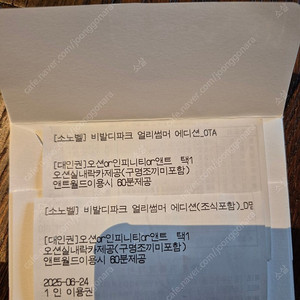 [소노벨] 비발디파크 얼리썸머 에디션_OTA
[대인권]오션or인피니티or앤트 택1
오션실내락카제공(구명조끼미포함)
앤트월드이용시 60분제공
[소노벨] 비발디파크 얼리썸머 에디션(조식포함)
[대인권]오션or인피니티or앤트 택1
오션실내락카제공(구명조끼미포함)
앤트월드이용시 60분제공
2025-06-24
1 인 이용권